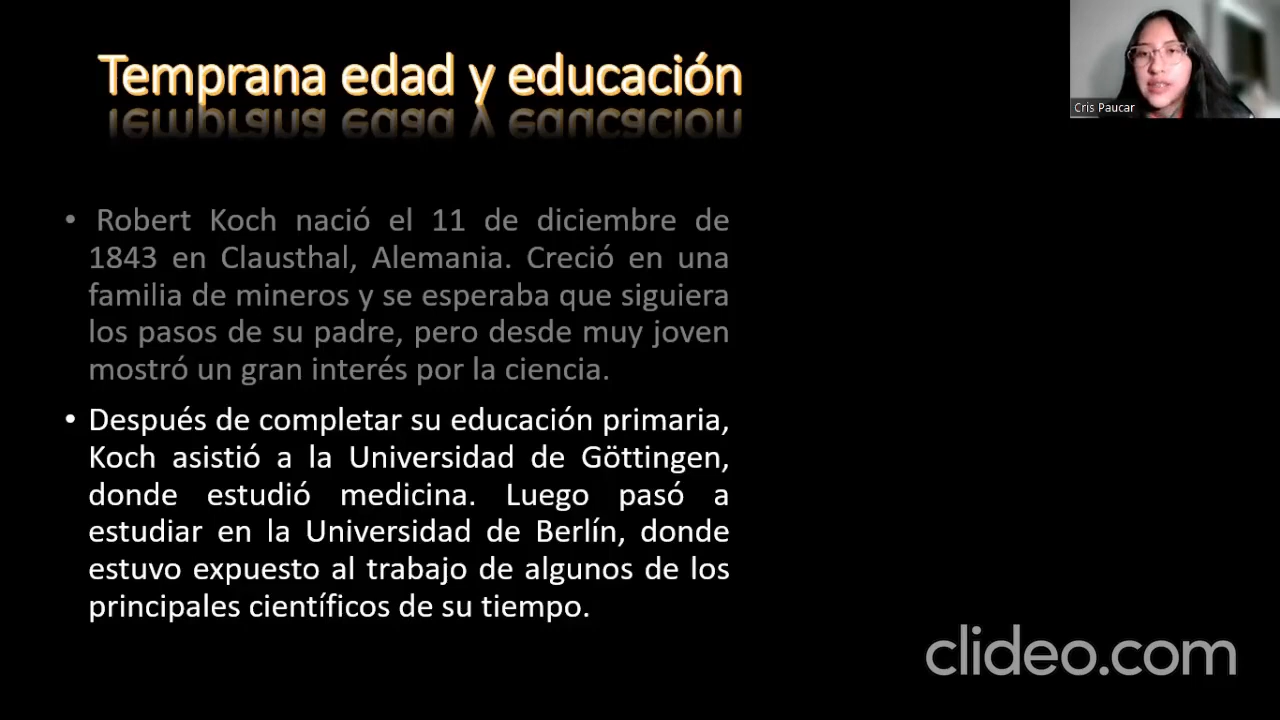 Temprana edad y educación
Cris Paucar
• Robert Koch nació el 11 de diciembre de
1843 en Clausthal, Alemania. Creció en una
familia de mineros y se esperaba que siguiera
los pasos de su padre, pero desde muy joven
mostró un gran interés por la ciencia.
• Después de completar su educación primaria,
Koch asistió a la Universidad de Göttingen,
donde estudió medicina. Luego pasó a
estudiar en la Universidad de Berlín, donde
estuvo expuesto al trabajo de algunos de los
principales científicos de su tiempo.
clideo.com